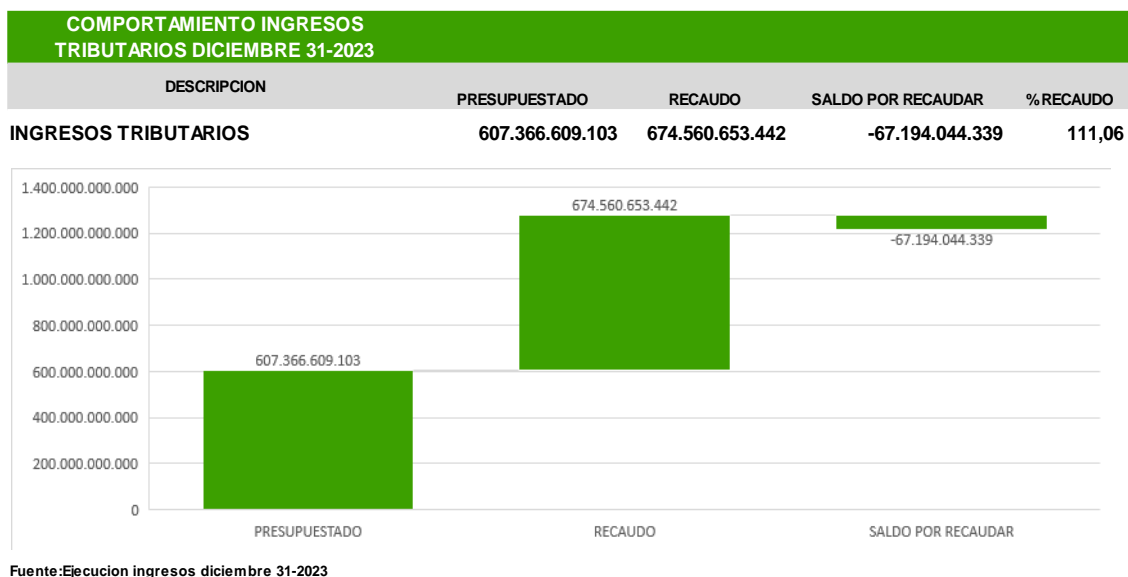 COMPORTAMIENTO INGRESOS
TRIBUTARIOS DICIEMBRE 31-2023
DESCRIPCION
PRESUPUESTADO RECAUDO SALDO POR RECAUDAR % RECAUDO
INGRESOS TRIBUTARIOS 607.366.609.103 674.560.653.442 -67.194.044.339 111,06
1.400.000.000.000
1.200.000.000.000
1.000.000.000.000
800.000.000.000
600.000.000.000
400.000.000.000
200.000.000.000
0
607.366.609.103
674.560.653.442
-67.194.044.339
PRESUPUESTADO RECAUDO SALDO POR RECAUDAR
Fuente:Ejecucion ingresos diciembre 31-2023